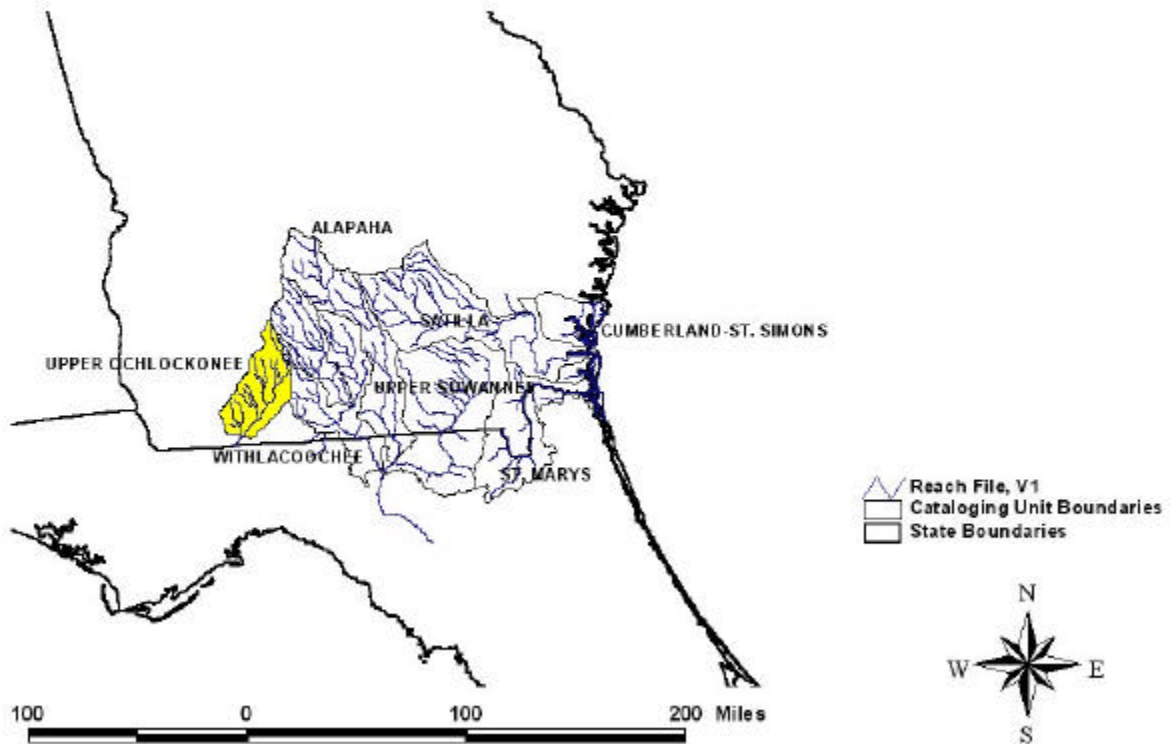 ALAPAHA
SATILLA
CUMBERLAND-ST. SIMONS
UPPER OCHLOCKONEE
UPPER SUWANNEE
WITHLACOOCHEE
ST. MARYS
Reach File, V1
Cataloging Unit Boundaries
State Boundaries
N
W E
S
100 0 100 200 Miles